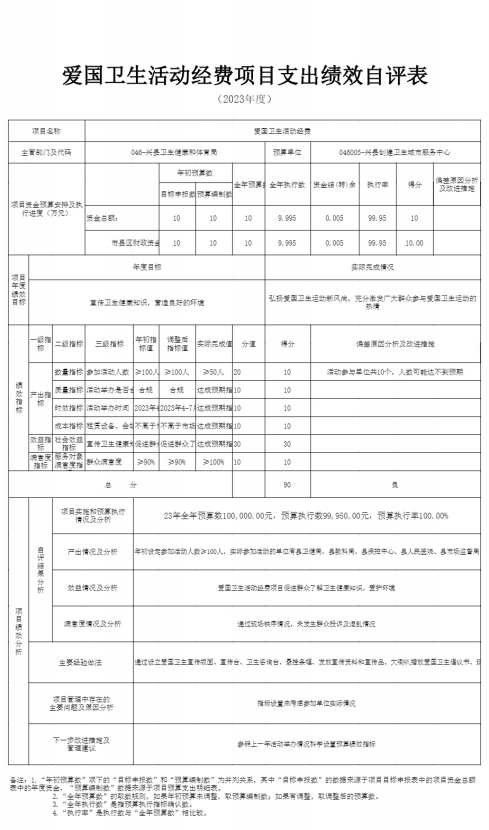 爱国卫生活动经费项目支出绩效自评表
（2023年度）
项目名称 爱国卫生活动经费
主管部门及代码 046-兴县卫生健康和体育局 预算单位 046005-兴县创建卫生城市服务中心
项目资金预算安排及执行进度（万元） 年初预算数 全年预算数 全年执行数 资金结(转)余 执行率 得分 偏差原因分析及改进措施
目标申报数 预算编制数
资金总额： 10 10 10 9.995 0.005 99.95 10
市县区财政资金 10 10 10 9.995 0.005 99.95 10.00
项目年度绩效目标 年度目标 实际完成情况
宣传卫生健康知识，营造良好的环境 弘扬爱国卫生运动新风尚，充分激发广大群众参与爱国卫生运动的热情
绩效指标 一级指标 二级指标 三级指标 年初指标值 调整后指标值 实际完成值 分值 得分 偏差原因分析及改进措施
产出指标 数量指标 参加活动人数 ≥100人 ≥100人 ≥50人 20 10 活动参与单位共10个，人数可能达不到预期
质量指标 活动举办是否合 合规 合规 达成预期指 10 10
时效指标 活动举办时间 2023年4 2023年4-7月 达成预期指 10 10
成本指标 租赁设备、会场 不高于市 不高于市场 达成预期指 10 10
效益指标 社会效益指标 宣传卫生健康知 促进群众 促进群众了 达成预期指 30 30
满意度指标 服务对象满意度指 群众满意度 ≥90% ≥90% ≥100% 10 10
总 分 90 良
项目绩效分析 自评结果分析 项目实施和预算执行情况及分析 23年全年预算数100,000.00元，预算执行数99,950.00元，预算执行率100.00%
产出情况及分析 年初设定参加活动人数≥100人，实际参加活动的单位有县卫健局、县教科局、县疾控中心、县人民医院、县市场监督局
效益情况及分析 爱国卫生活动经费项目促进群众了解卫生健康知识，爱护环境
满意度情况及分析 通过现场秩序情况，未发生群众投诉及混乱情况
主要经验做法 通过设立爱国卫生宣传版面、宣传台、卫生咨询台、悬挂条幅、发放宣传资料和宣传品、大喇叭播放爱国卫生倡议书、
项目管理中存在的主要问题及原因分析 指标设置未考虑参加单位实际情况
下一步改进措施及管理建议 参照上一年活动举办情况科学设置预算绩效指标
备注：1.“年初预算数”项下的“目标申报数”和“预算编制数”为并列关系，其中“目标申报数”的数据来源于项目目标申报表中的项目资金总额
表中的年度资金，“预算编制数”数据来源于项目预算支出明细表。
2.“全年预算数”的取数规则，如果年初预算未调整，取预算编制数；如果有调整，取调整后的预算数。
3.“全年执行数”是指预算执行指标确认数。
4.“执行率”是执行数与“全年预算数”相比较。